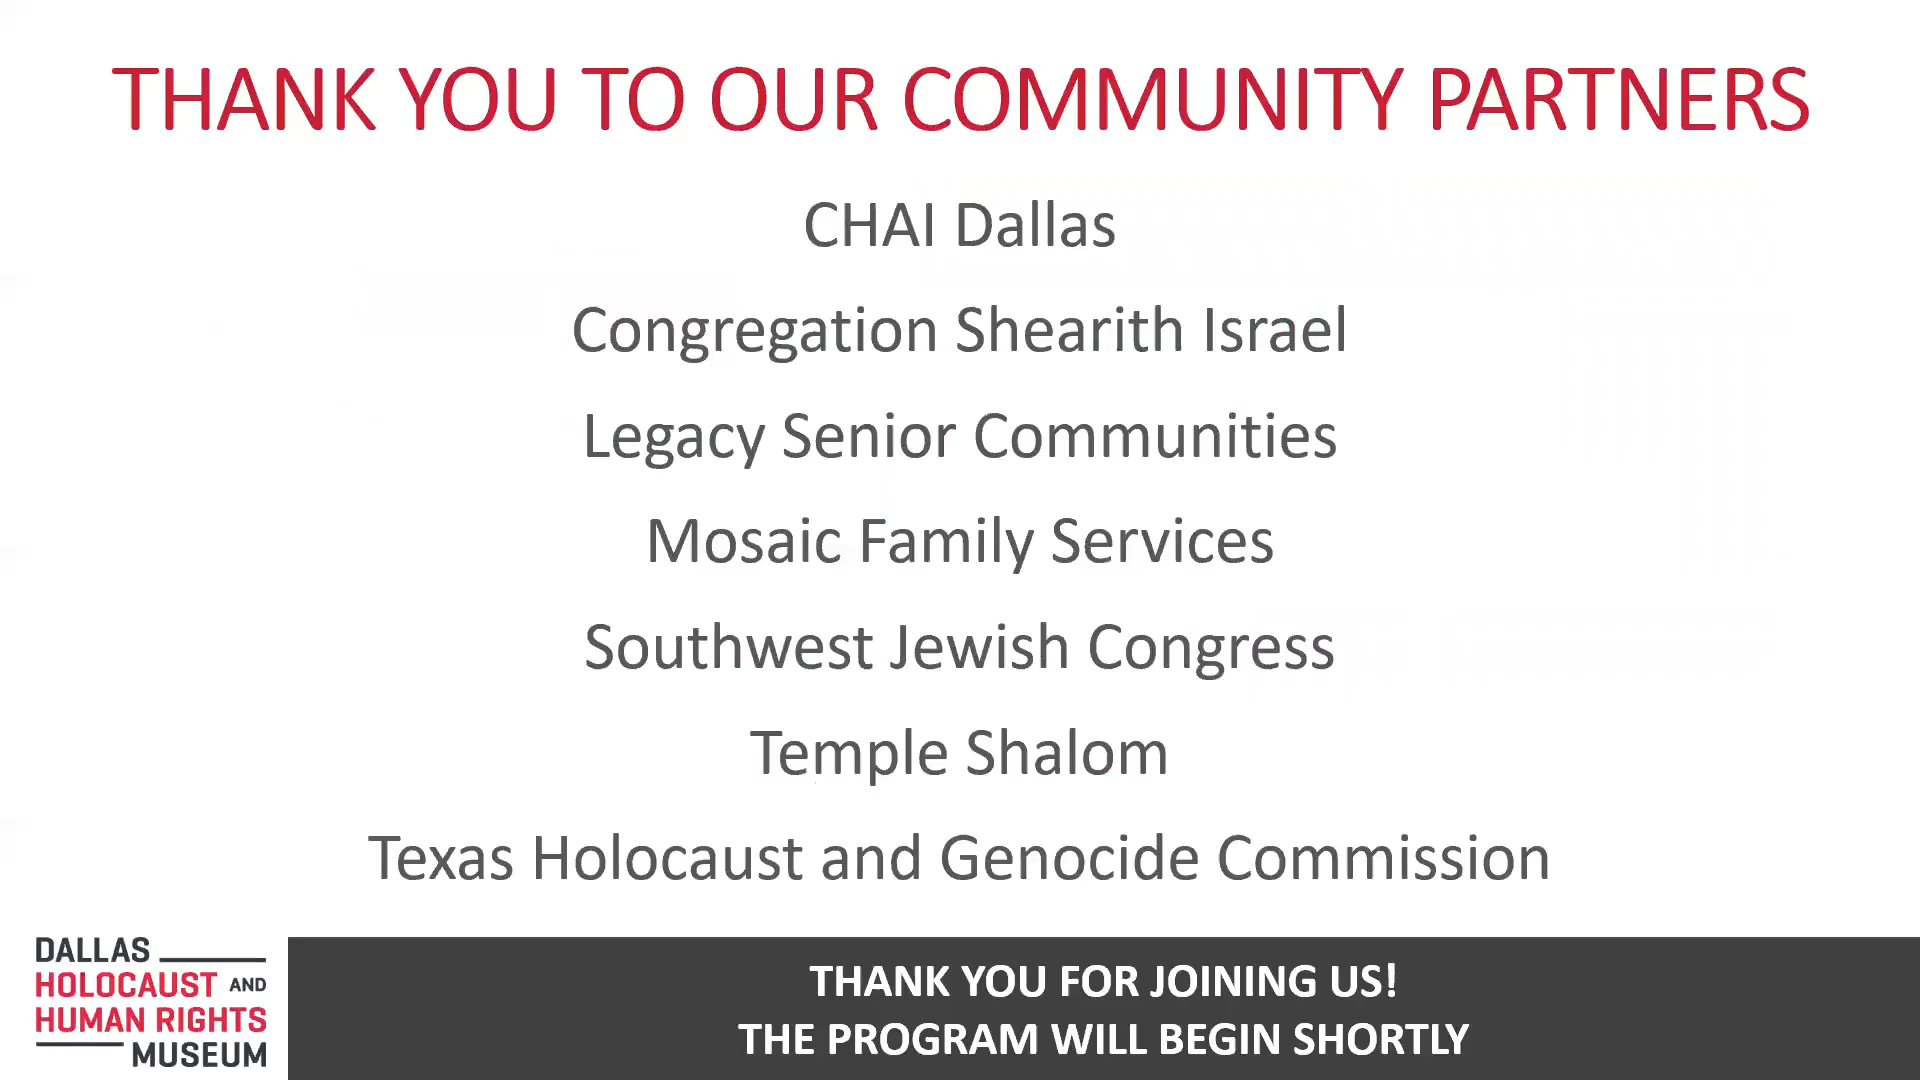 THANK YOU TO OUR COMMUNITY PARTNERS
CHAI Dallas
Congregation Shearith Israel
Legacy Senior Communities
Mosaic Family Services
Southwest Jewish Congress
Temple Shalom
Texas Holocaust and Genocide Commission
DALLAS
HOLOCAUST AND
HUMAN RIGHTS
MUSEUM
THANK YOU FOR JOINING US!
THE PROGRAM WILL BEGIN SHORTLY